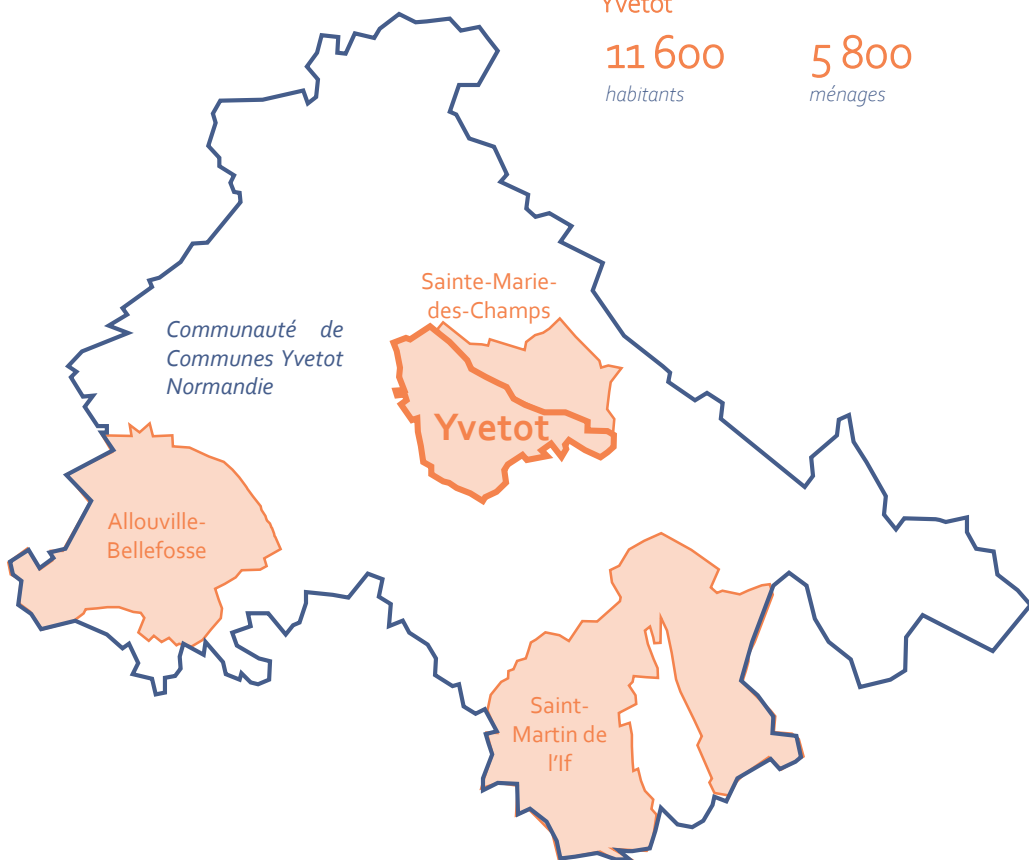 Yvetot
11 600
5 800
habitants
ménages
Sainte-Marie-
des-Champs
Communauté de
Communes Yvetot
Normandie
Yvetot
Allouville-
Bellefosse
Saint-
Martin de
l'If